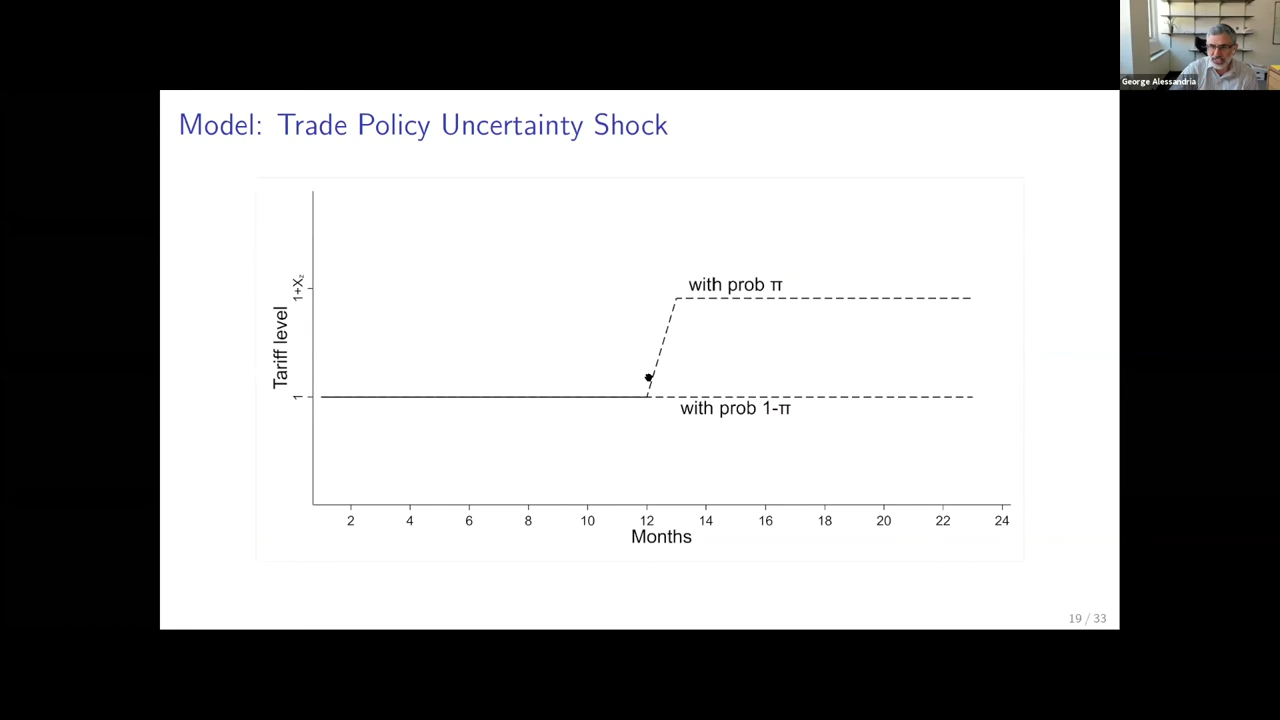 George Alessandria
Model: Trade Policy Uncertainty Shock
1+Xz
with prob π
Tariff level
1
with prob 1-π
2 4 6 8 10 12 14 16 18 20 22 24
Months
19 / 33